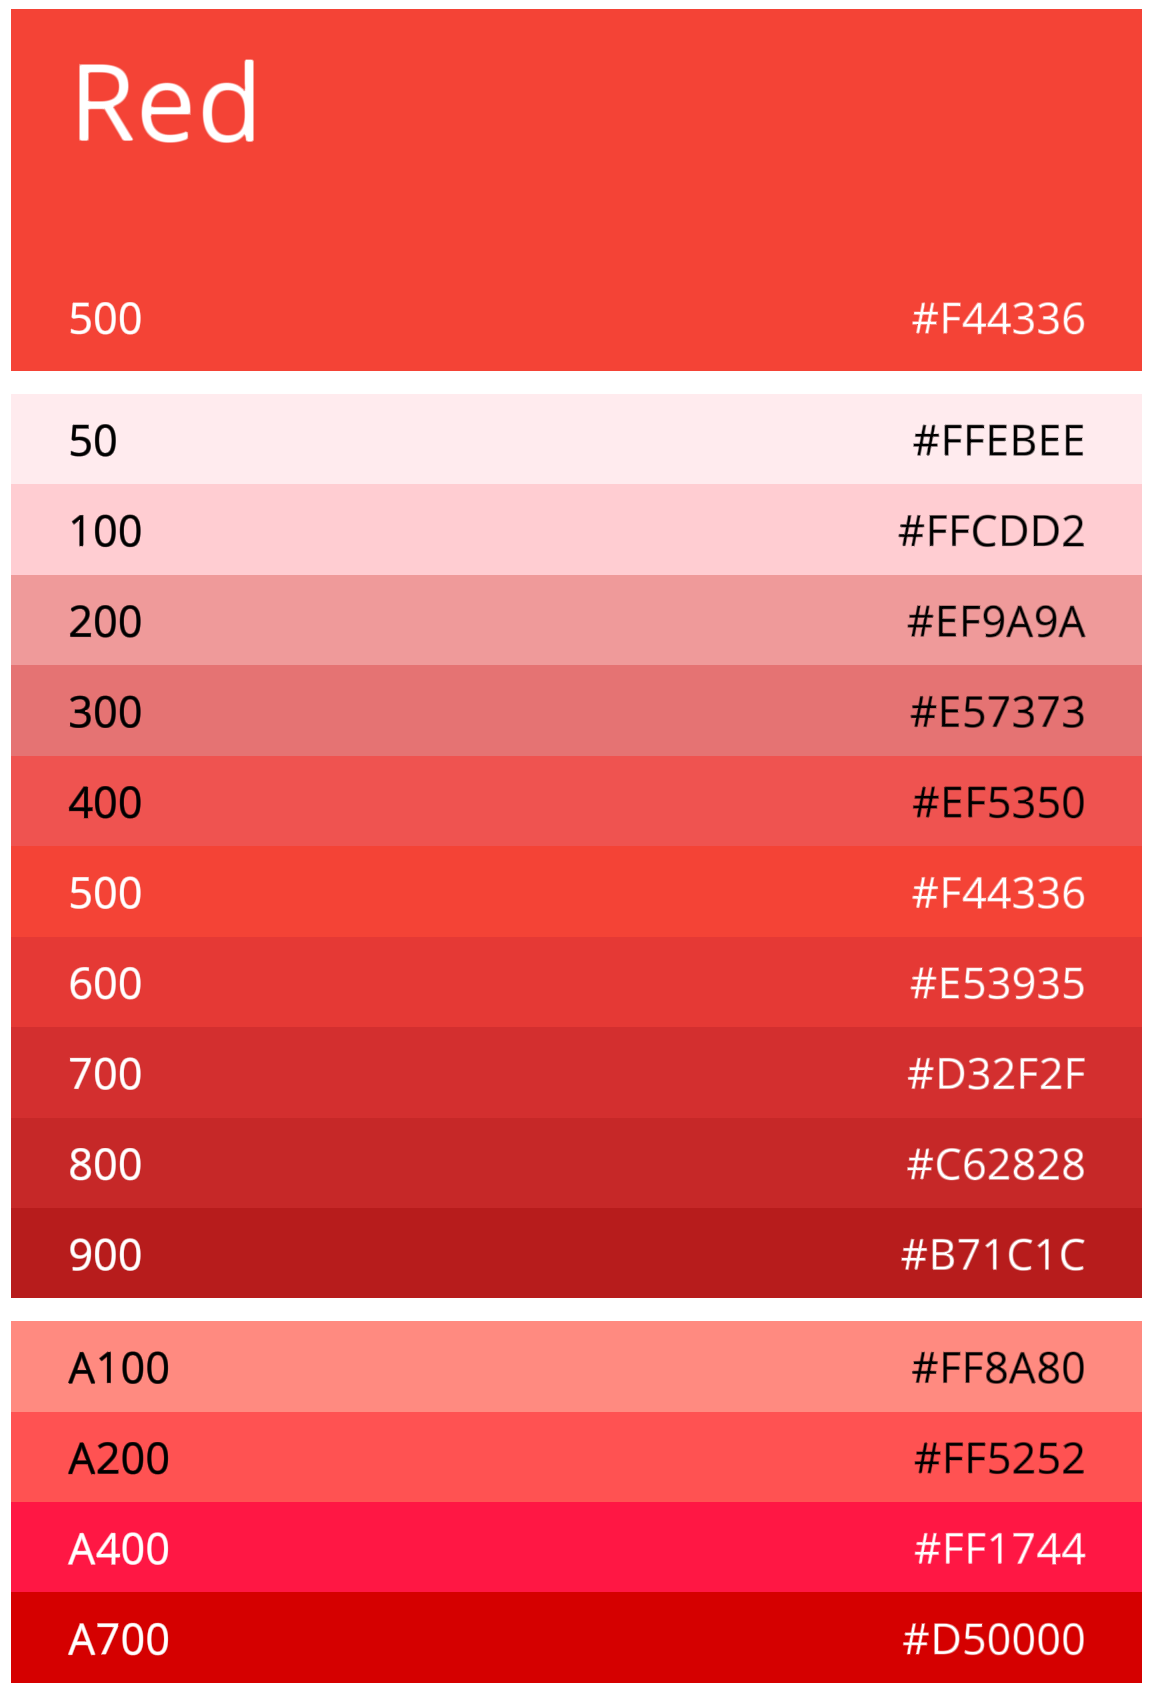 Red
500 #F44336
50 #FFEBEE
100 #FFCDD2
200 #EF9A9A
300 #E57373
400 #EF5350
500 #F44336
600 #E53935
700 #D32F2F
800 #C62828
900 #B71C1C
A100 #FF8A80
A200 #FF5252
A400 #FF1744
A700 #D50000